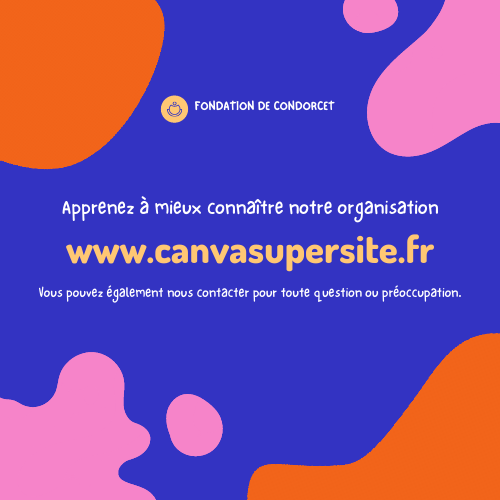 FONDATION DE CONDORCET
Apprenez à mieux connaître notre organisation
www.canvasupersite.fr
Vous pouvez également nous contacter pour toute question ou préoccupation.